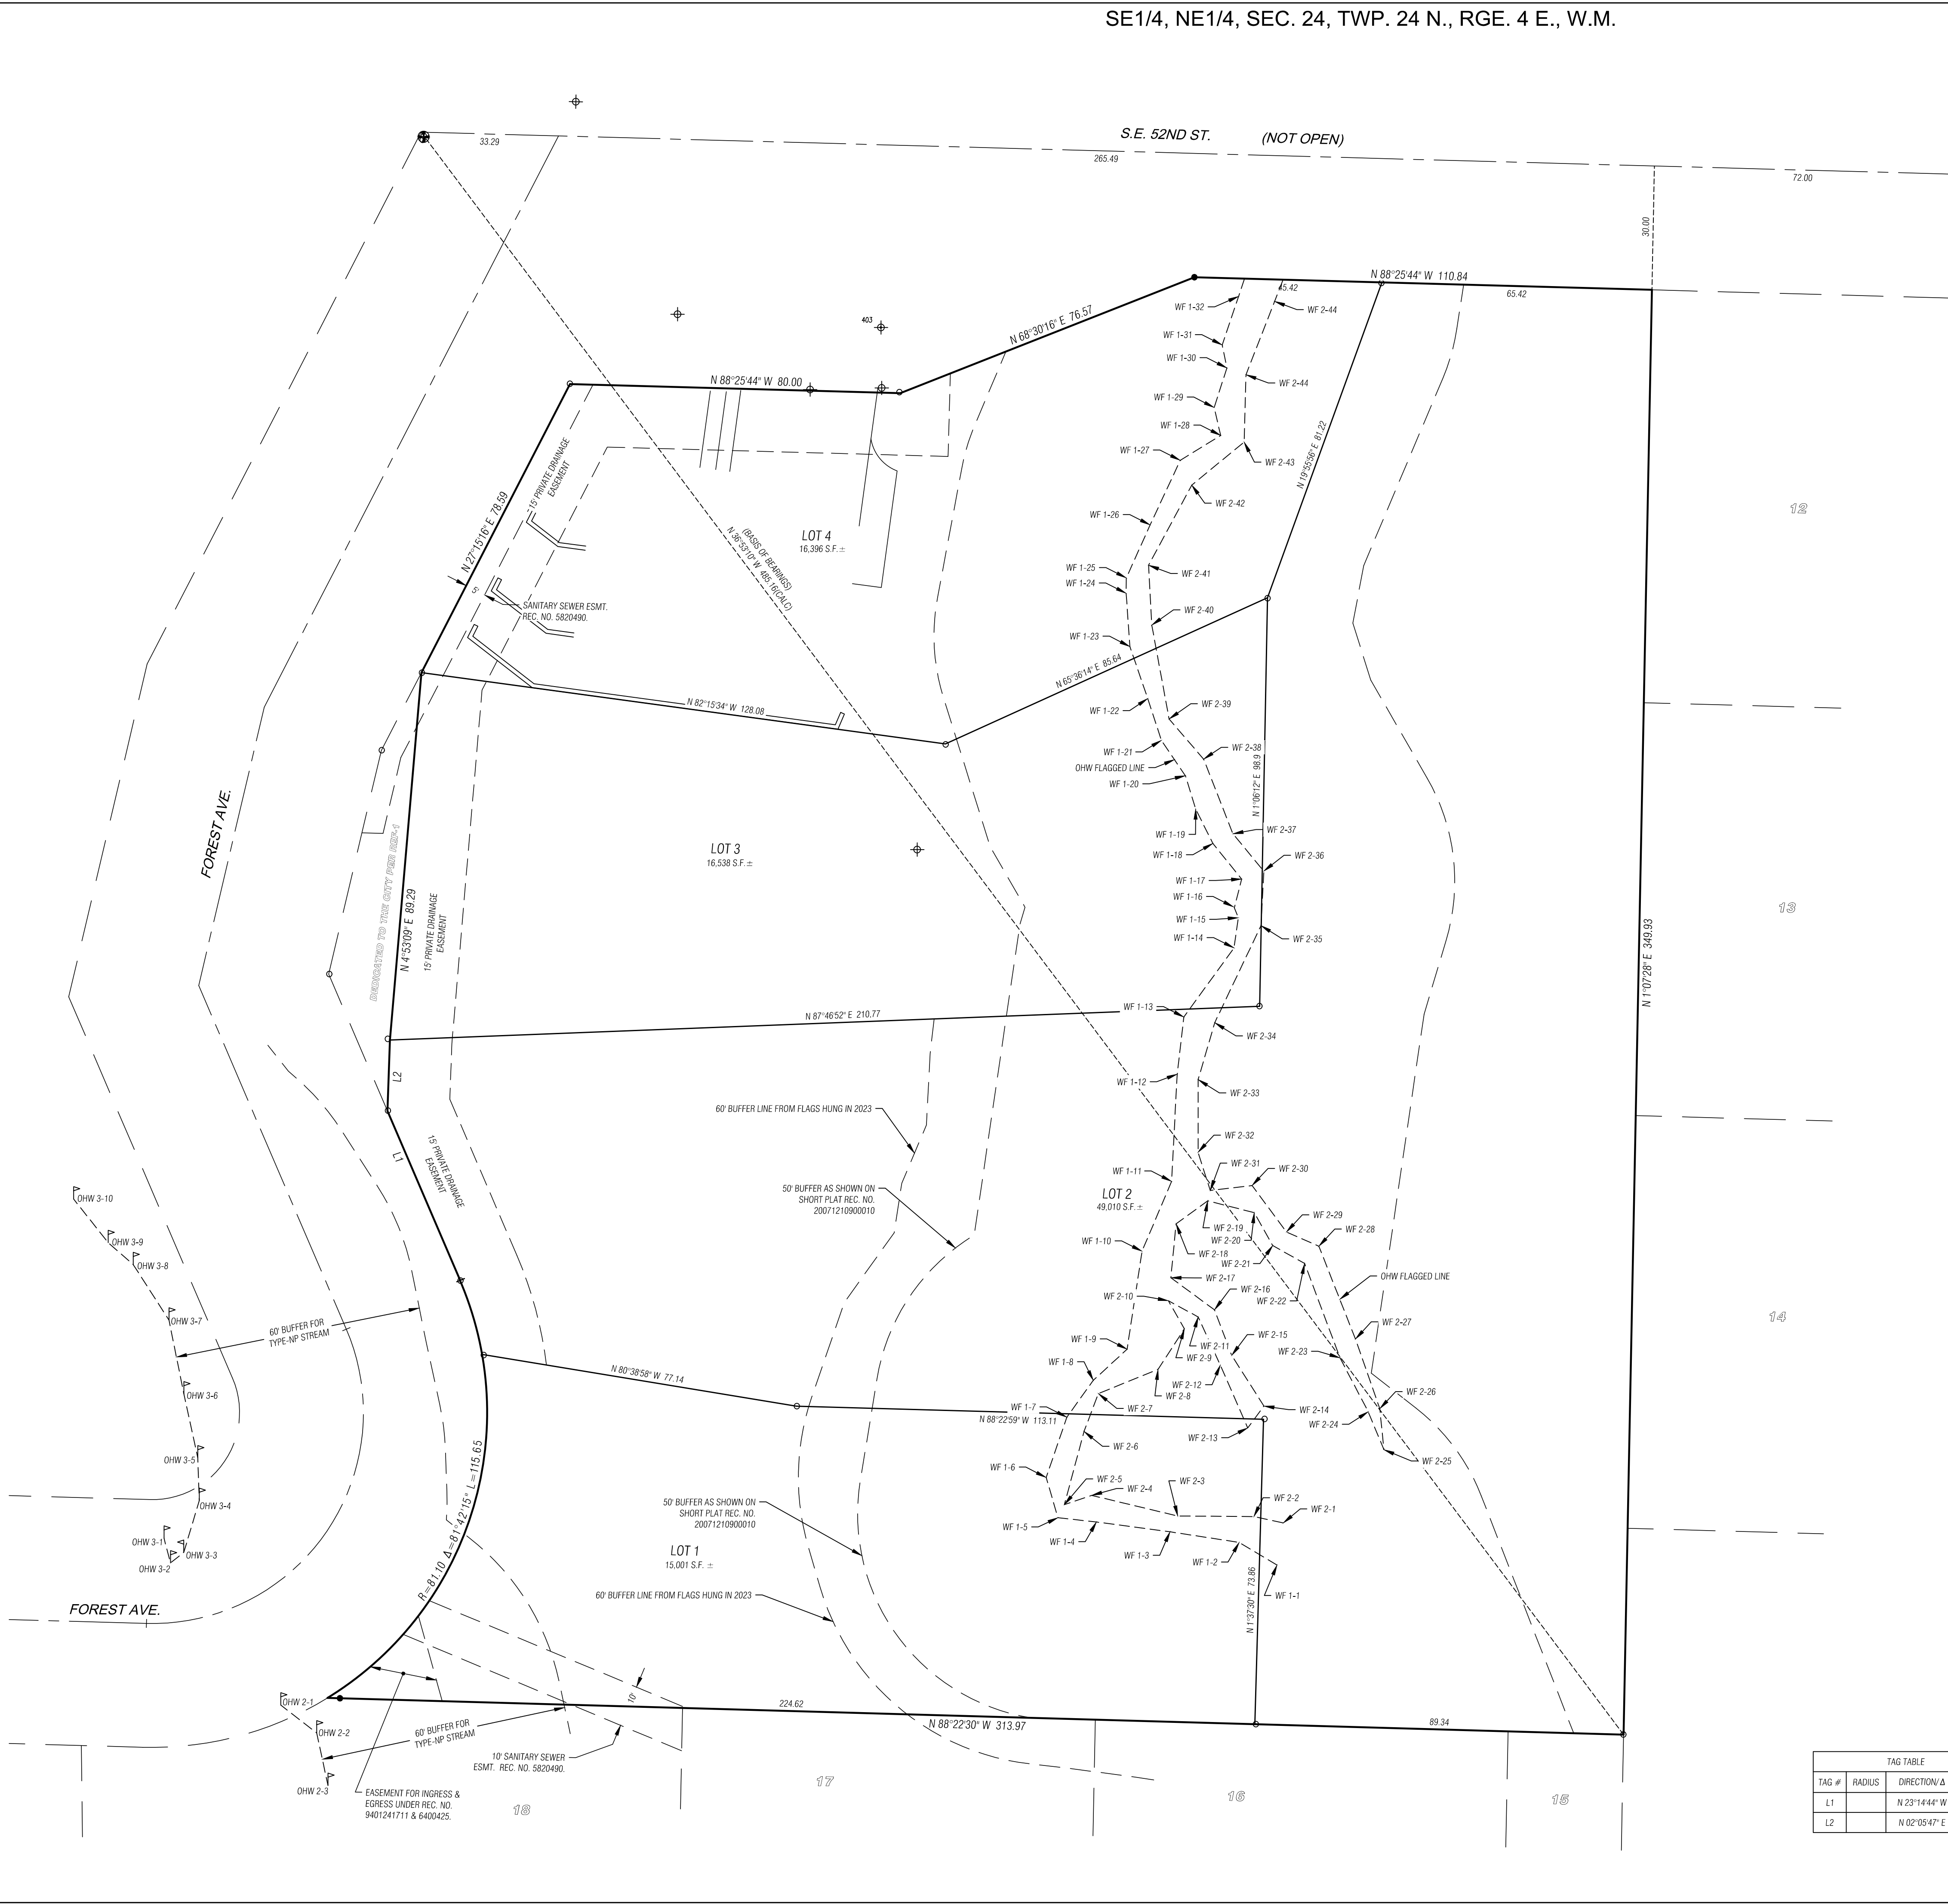 SE1/4, NE1/4, SEC. 24, TWP. 24 N., RGE. 4 E., W.M.
33.29
S.E. 52ND ST. (NOT OPEN)
265.49
72.00
30.00
N 88°25'44" W 110.84
65.42
N 68°30'16" E 76.57
403
N 88°25'44" W 80.00
WF 1-32
WF 2-44
WF 1-31
WF 1-30
WF 2-44
WF 1-29
WF 1-28
WF 1-27
WF 2-43
N 19°55'56" E 81.22
WF 2-42
WF 1-26
12
15' PRIVATE DRAINAGE
EASEMENT
N 27°15'16" E 78.59
LOT 4
16,396 S.F.±
(BASIS OF BEARINGS)
N 36°53'10" W 485.16(CALC)
WF 1-25
WF 1-24
WF 2-41
5'
SANITARY SEWER ESMT.
REC. NO. 5820490.
WF 2-40
WF 1-23
N 65°36'14" E 85.64
N 82°15'34" W 128.08
WF 1-22
WF 2-39
WF 1-21
WF 2-38
OHW FLAGGED LINE
WF 1-20
N 1°06'12" E 98.9
FOREST AVE.
WF 1-19
WF 2-37
LOT 3
16,538 S.F.±
WF 1-18
WF 2-36
WF 1-17
WF 1-16
WF 1-15
WF 1-14
WF 2-35
13
DEDICATED TO THE CITY PER REF-1
N 4°53'09" E 89.29
15' PRIVATE DRAINAGE
EASEMENT
N 1°07'28" E 349.93
N 87°46'52" E 210.77
WF 1-13
WF 2-34
L2
WF 1-12
WF 2-33
60' BUFFER LINE FROM FLAGS HUNG IN 2023
WF 2-32
L1
15' PRIVATE DRAINAGE
EASEMENT
WF 1-11
WF 2-31
WF 2-30
50' BUFFER AS SHOWN ON
SHORT PLAT REC. NO.
20071210900010
LOT 2
49,010 S.F.±
WF 2-29
WF 2-19
WF 2-28
WF 2-20
WF 1-10
WF 2-18
WF 2-21
OHW 3-10
OHW 3-9
OHW 3-8
WF 2-17
OHW FLAGGED LINE
WF 2-16
WF 2-10
WF 2-22
OHW 3-7
60' BUFFER FOR
TYPE-NP STREAM
WF 2-27
14
WF 1-9
WF 2-15
WF 2-11
WF 2-23
WF 2-9
WF 1-8
N 80°38'58" W 77.14
WF 2-12
WF 2-8
OHW 3-6
WF 2-26
WF 1-7
WF 2-7
WF 2-14
N 88°22'59" W 113.11
WF 2-24
WF 2-13
WF 2-6
OHW 3-5
WF 2-25
WF 1-6
WF 2-5
WF 2-3
WF 2-4
R=81.10 Δ=81°42'15" L=115.65
50' BUFFER AS SHOWN ON
SHORT PLAT REC. NO.
20071210900010
WF 2-2
OHW 3-4
WF 2-1
WF 1-5
OHW 3-1
WF 1-4
LOT 1
15,001 S.F. ±
OHW 3-3
WF 1-3
WF 1-2
OHW 3-2
60' BUFFER LINE FROM FLAGS HUNG IN 2023
WF 1-1
N 1°37'30" E 73.86
FOREST AVE.
10'
OHW 2-1
224.62
N 88°22'30" W 313.97
89.34
OHW 2-2
60' BUFFER FOR
TYPE-NP STREAM
10' SANITARY SEWER
ESMT. REC. NO. 5820490.
OHW 2-3
EASEMENT FOR INGRESS &
EGRESS UNDER REC. NO.
9401241711 & 6400425.
18
17
16
15
TAG TABLE
TAG # RADIUS DIRECTION/Δ
L1 N 23°14'44" W
L2 N 02°05'47" E